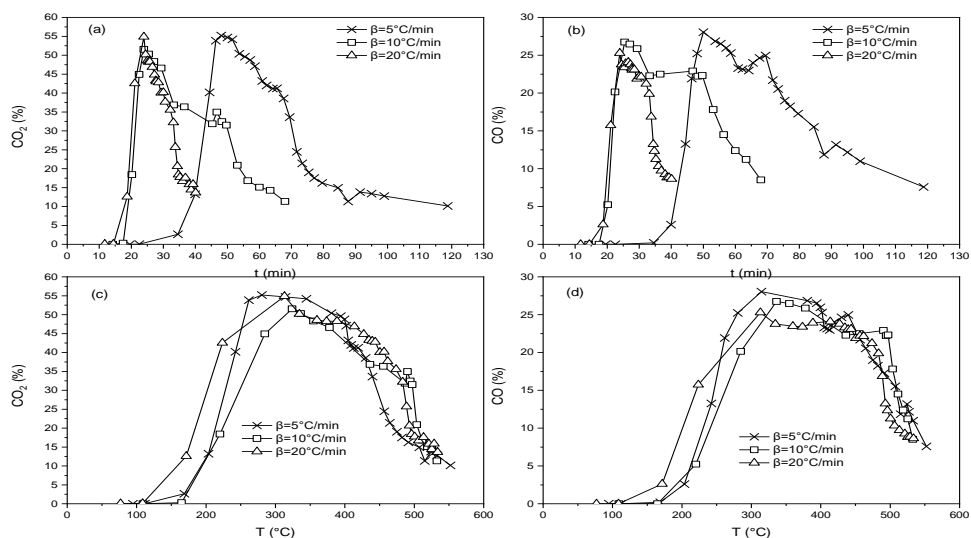 (a)
β=5°C/min
β=10°C/min
β=20°C/min
CO₂ (%)
60
55
50
45
40
35
30
25
20
15
10
5
0
0 10 20 30 40 50 60 70 80 90 100 110 120 130
t (min)
(b)
β=5°C/min
β=10°C/min
β=20°C/min
CO (%)
30
25
20
15
10
5
0
0 10 20 30 40 50 60 70 80 90 100 110 120 130
t (min)
(c)
CO₂ (%)
60
55
50
45
40
35
30
25
20
15
10
5
0
β=5°C/min
β=10°C/min
β=20°C/min
0 100 200 300 400 500 600
T (°C)
(d)
CO (%)
30
25
20
15
10
5
0
β=5°C/min
β=10°C/min
β=20°C/min
0 100 200 300 400 500 600
T (°C)